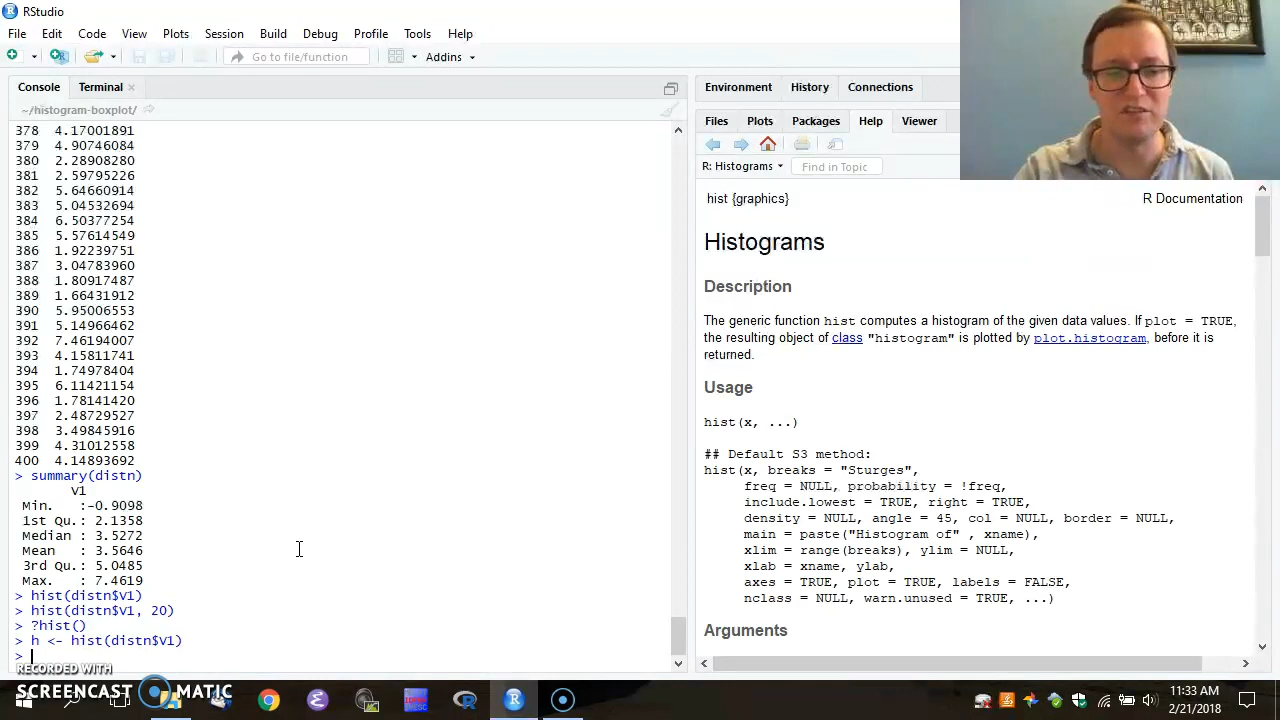 RStudio
File Edit Code View Plots Session Build Debug Profile Tools Help
Go to file/function Addins
Console Terminal
~/histogram-boxplot/
378 4.17001891
379 4.90746084
380 2.28908280
381 2.59795226
382 5.64660914
383 5.04532694
384 6.50377254
385 5.57614549
386 1.92239751
387 3.04783960
388 1.80917487
389 1.66431912
390 5.95006553
391 5.14966462
392 7.46194007
393 4.15811741
394 1.74978404
395 6.11421154
396 1.78141420
397 2.48729527
398 3.49845916
399 4.31012558
400 4.14893692
> summary(distn)
V1
Min. :-0.9098
1st Qu.: 2.1358
Median : 3.5272
Mean : 3.5646
3rd Qu.: 5.0485
Max. : 7.4619
> hist(distn$V1)
> hist(distn$V1, 20)
> ?hist()
> h <- hist(distn$V1)
>
Environment History Connections
Files Plots Packages Help Viewer
R: Histograms Find in Topic
hist {graphics} R Documentation
Histograms
Description
The generic function hist computes a histogram of the given data values. If plot = TRUE,
the resulting object of class "histogram" is plotted by plot.histogram, before it is
returned.
Usage
hist(x, ...)
## Default S3 method:
hist(x, breaks = "Sturges",
freq = NULL, probability = !freq,
include.lowest = TRUE, right = TRUE,
density = NULL, angle = 45, col = NULL, border = NULL,
main = paste("Histogram of" , xname),
xlim = range(breaks), ylim = NULL,
xlab = xname, ylab,
axes = TRUE, plot = TRUE, labels = FALSE,
nclass = NULL, warn.unused = TRUE, ...)
Arguments
RECORDED WITH
SCREENCAST MATIC
11:33 AM
2/21/2018